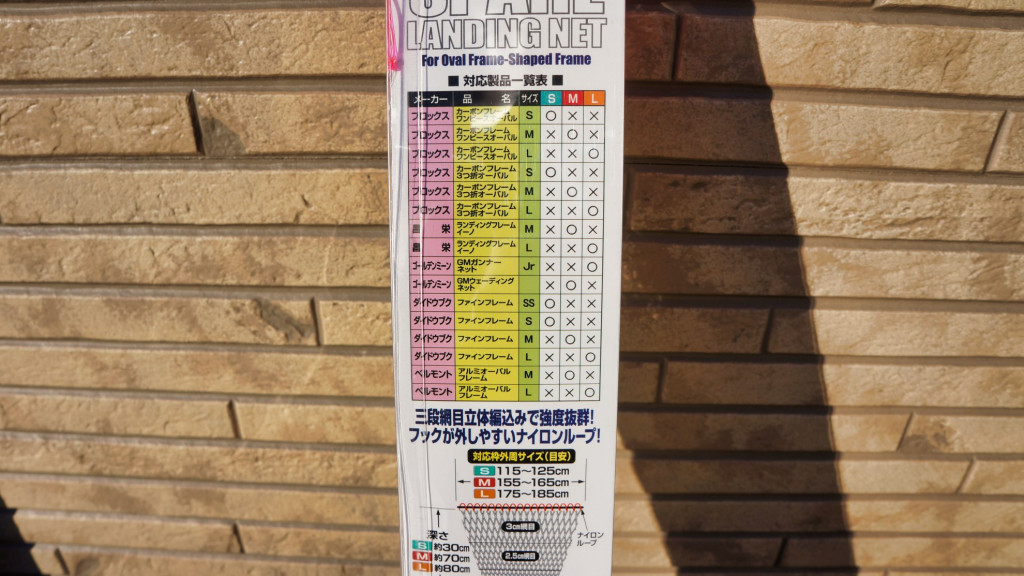 SPARE
LANDING NET
For Oval Frame-Shaped Frame
■ 対応製品一覧表 ■
メーカー 品 名 サイズ S M L
プロックス カーボンフレームワンピースオーバル S ○ × ×
プロックス カーボンフレームワンピースオーバル M × ○ ×
プロックス カーボンフレームワンピースオーバル L × × ○
プロックス カーボンフレーム3つ折オーバル S ○ × ×
プロックス カーボンフレーム3つ折オーバル M × ○ ×
プロックス カーボンフレーム3つ折オーバル L × × ○
昌 栄 ランディングフレームイーノ M × ○ ×
昌 栄 ランディングフレームイーノ L × × ○
ゴールデンミーン GMガンナーネット Jr × × ○
ゴールデンミーン GMウェーディングネット × ○ ×
ダイドウブク ファインフレーム SS ○ × ×
ダイドウブク ファインフレーム S ○ × ×
ダイドウブク ファインフレーム M × ○ ×
ダイドウブク ファインフレーム L × × ○
ベルモント アルミオーバルフレーム M × ○ ×
ベルモント アルミオーバルフレーム L × × ○
三段網目立体編込みで強度抜群!
フックが外しやすいナイロンループ!
対応枠外周サイズ(目安)
S 115〜125cm
M 155〜165cm
L 175〜185cm
3cm網目
ナイロンループ
深さ
S 約30cm
2.5cm網目
M 約70cm
L 約80cm